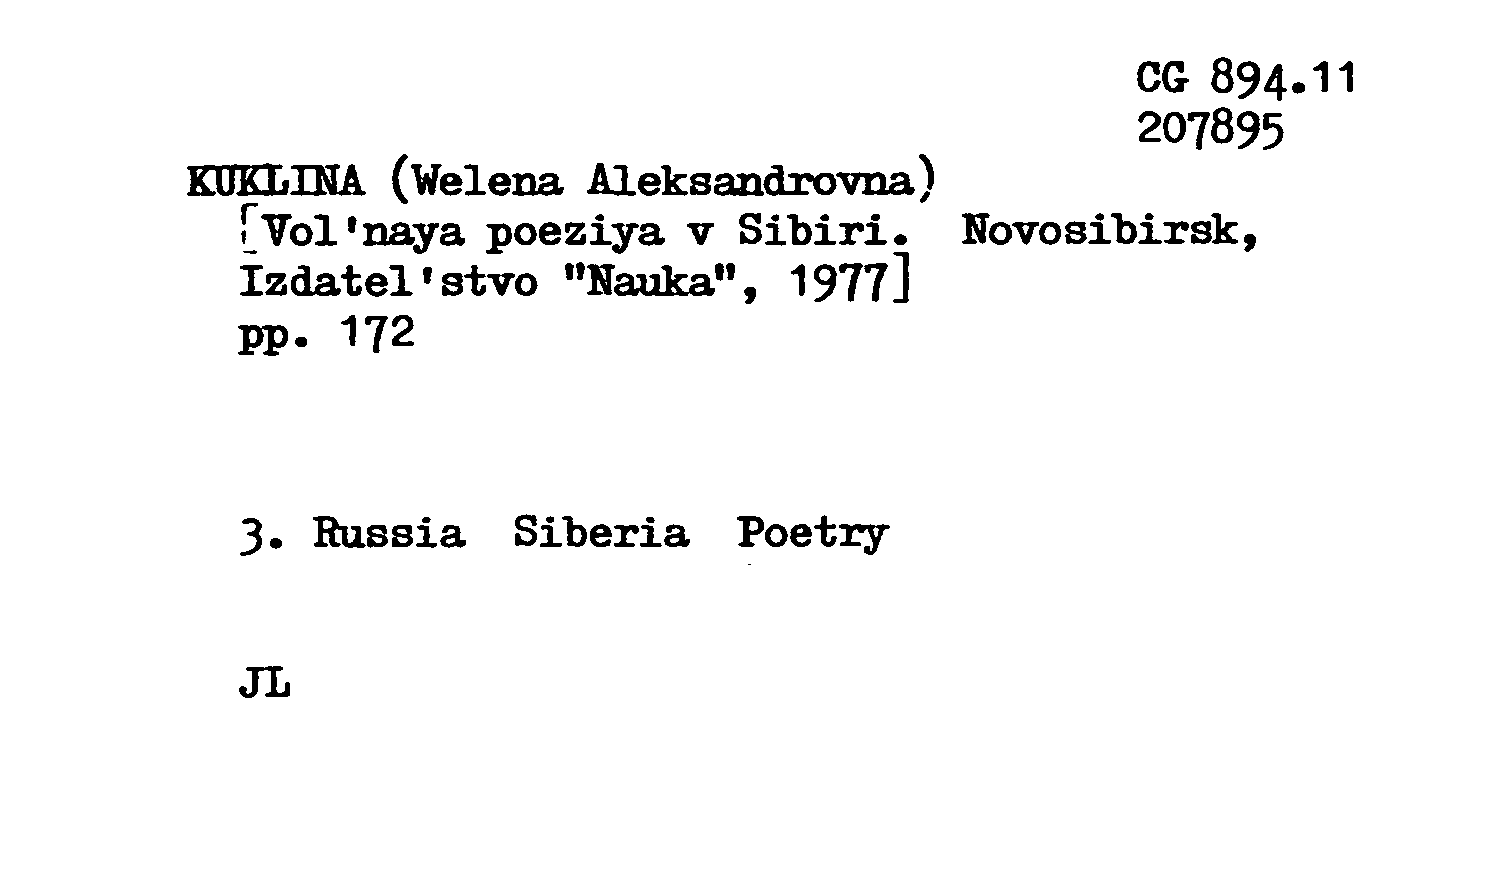 CG 894.11
207895
KUKLINA (Welena Aleksandrovna)
[Vol'naya poeziya v Sibiri. Novosibirsk,
Izdatel'stvo "Nauka", 1977]
pp. 172
3. Russia Siberia Poetry
JL